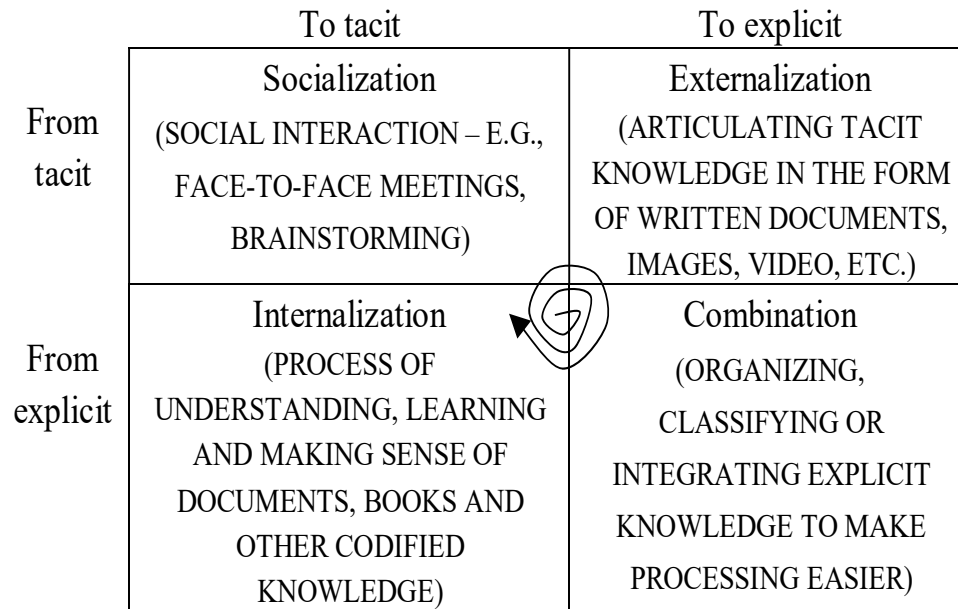 To tacit
To explicit
From
tacit
Socialization
(SOCIAL INTERACTION – E.G.,
FACE-TO-FACE MEETINGS,
BRAINSTORMING)
Externalization
(ARTICULATING TACIT
KNOWLEDGE IN THE FORM
OF WRITTEN DOCUMENTS,
IMAGES, VIDEO, ETC.)
From
explicit
Internalization
(PROCESS OF
UNDERSTANDING, LEARNING
AND MAKING SENSE OF
DOCUMENTS, BOOKS AND
OTHER CODIFIED
KNOWLEDGE)
Combination
(ORGANIZING,
CLASSIFYING OR
INTEGRATING EXPLICIT
KNOWLEDGE TO MAKE
PROCESSING EASIER)